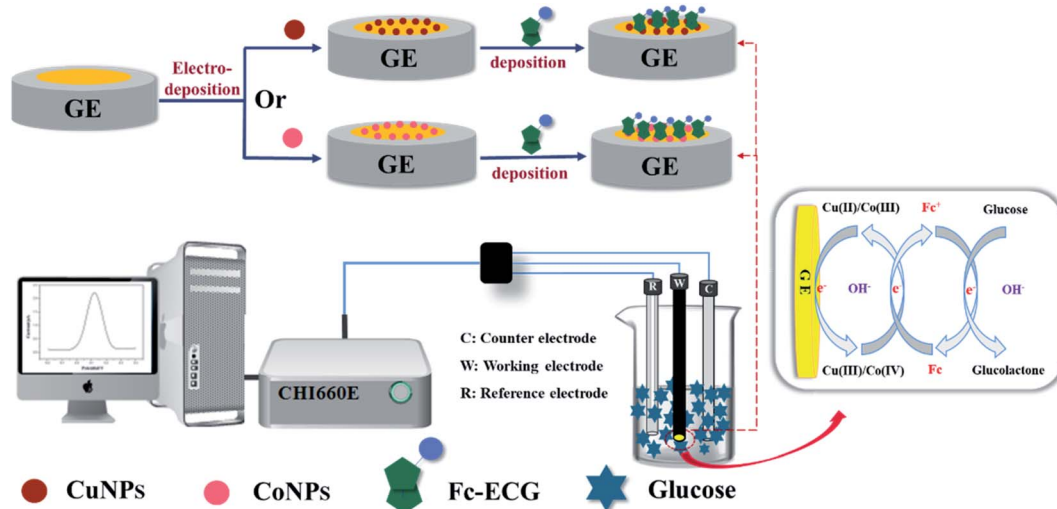 Electro-
deposition
GE
Or
GE
deposition
GE
GE
deposition
GE
CHI660E
C: Counter electrode
W: Working electrode
R: Reference electrode
R
W
C
GE
Cu(II)/Co(III)
Fc⁺
Glucose
e⁻
OH⁻
e⁻
e⁻
OH⁻
Cu(III)/Co(IV)
Fc
Glucolactone
CuNPs
CoNPs
Fc-ECG
Glucose